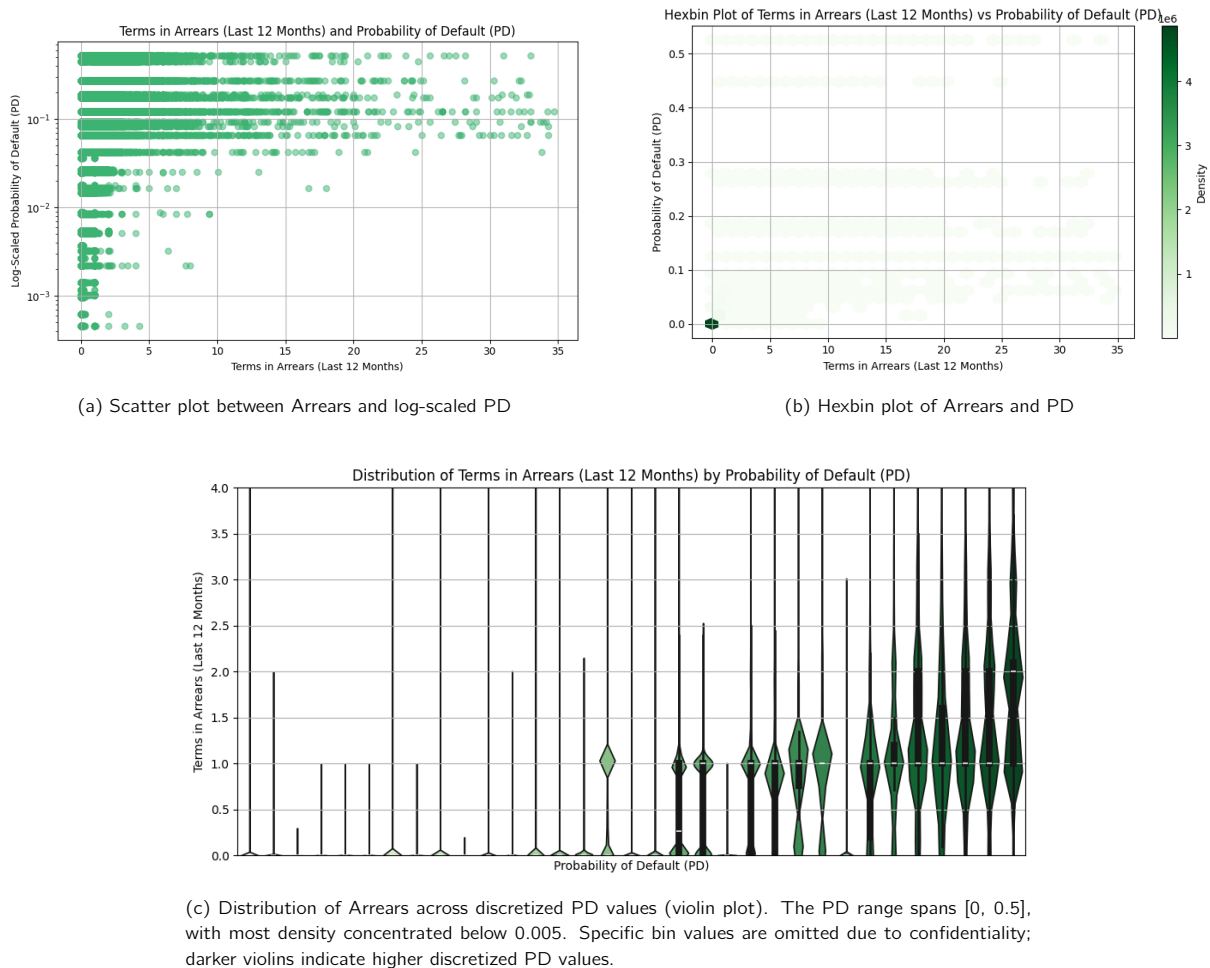 Terms in Arrears (Last 12 Months) and Probability of Default (PD)
Log-Scaled Probability of Default (PD)
10⁻¹
10⁻²
10⁻³
0 5 10 15 20 25 30 35
Terms in Arrears (Last 12 Months)
(a) Scatter plot between Arrears and log-scaled PD
Hexbin Plot of Terms in Arrears (Last 12 Months) vs Probability of Default (PD)
1e6
Probability of Default (PD)
0.5
0.4
0.3
0.2
0.1
0.0
0 5 10 15 20 25 30 35
Terms in Arrears (Last 12 Months)
4
3
2
1
Density
(b) Hexbin plot of Arrears and PD
Distribution of Terms in Arrears (Last 12 Months) by Probability of Default (PD)
Terms in Arrears (Last 12 Months)
4.0
3.5
3.0
2.5
2.0
1.5
1.0
0.5
0.0
Probability of Default (PD)
(c) Distribution of Arrears across discretized PD values (violin plot). The PD range spans [0, 0.5],
with most density concentrated below 0.005. Specific bin values are omitted due to confidentiality;
darker violins indicate higher discretized PD values.